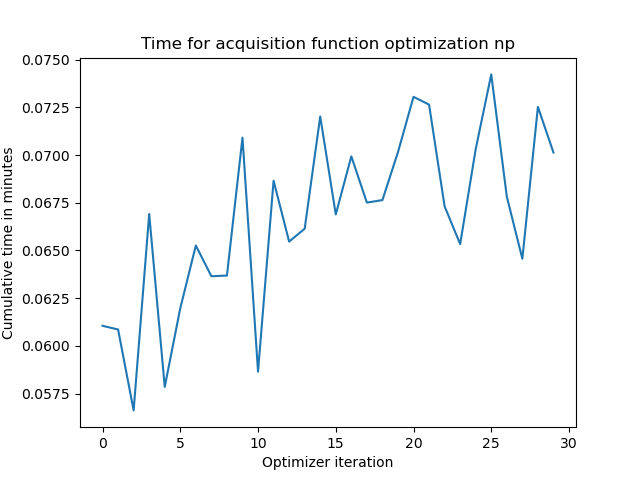 Time for acquisition function optimization np
Cumulative time in minutes
0.0750
0.0725
0.0700
0.0675
0.0650
0.0625
0.0600
0.0575
0 5 10 15 20 25 30
Optimizer iteration